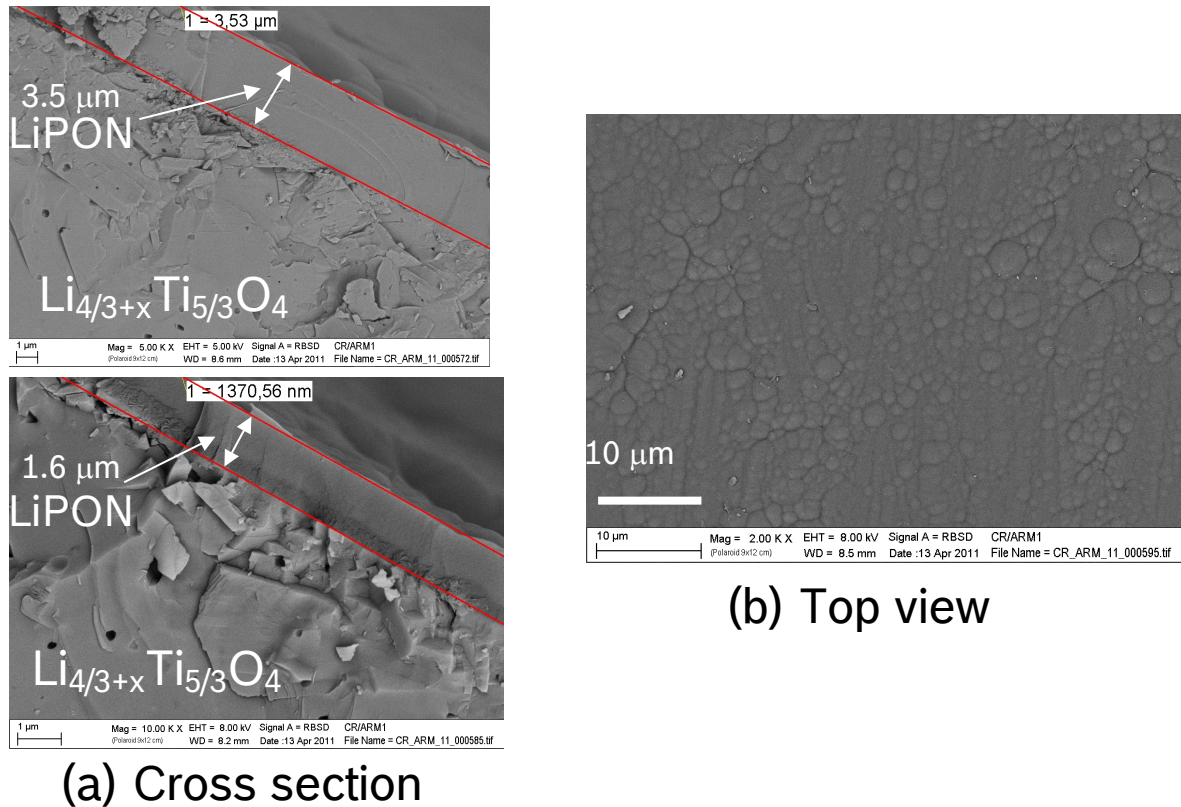 1 = 3,53 µm
3.5 µm
LiPON
Li4/3+xTi5/3O4
1 µm
Mag = 5.00 K X EHT = 5.00 kV Signal A = RBSD CR/ARM1
(Polaroid 9x12 cm) WD = 8.6 mm Date :13 Apr 2011 File Name = CR_ARM_11_000572.tif
1 = 1370,56 nm
1.6 µm
LiPON
Li4/3+xTi5/3O4
1 µm
Mag = 10.00 K X EHT = 8.00 kV Signal A = RBSD CR/ARM1
(Polaroid 9x12 cm) WD = 8.2 mm Date :13 Apr 2011 File Name = CR_ARM_11_000585.tif
(a) Cross section
10 µm
10 µm
Mag = 2.00 K X EHT = 8.00 kV Signal A = RBSD CR/ARM1
(Polaroid 9x12 cm) WD = 8.5 mm Date :13 Apr 2011 File Name = CR_ARM_11_000595.tif
(b) Top view